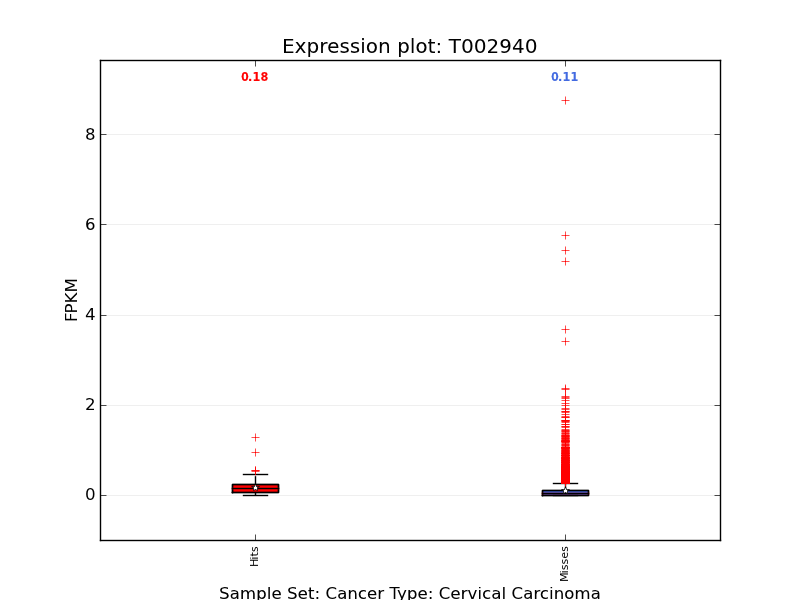 Expression plot: T002940
0.18
0.11
8
6
4
2
0
FPKM
Hits
Misses
Sample Set: Cancer Type: Cervical Carcinoma